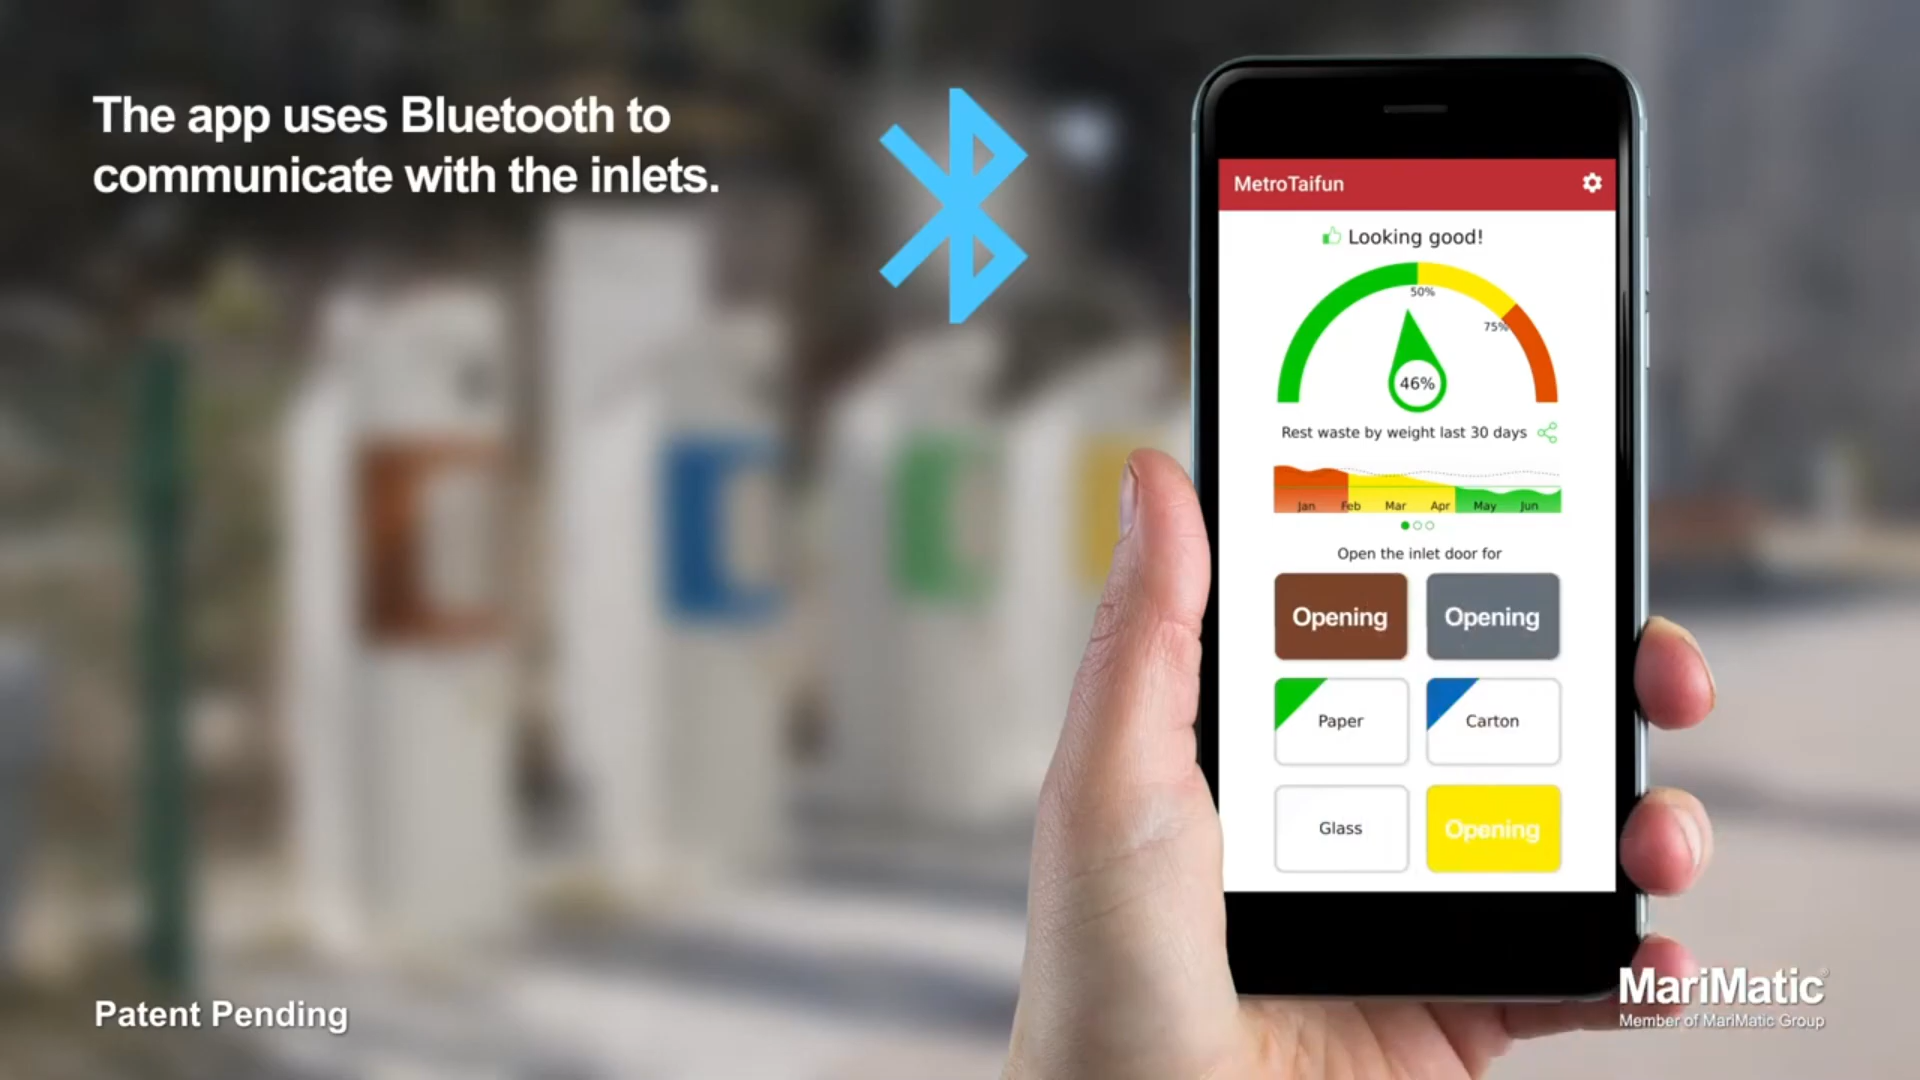 The app uses Bluetooth to
communicate with the inlets.
MetroTaifun
Looking good!
50%
75%
46%
Rest waste by weight last 30 days
Jan Feb Mar Apr May Jun
Open the inlet door for
Opening Opening
Paper Carton
Glass Opening
Patent Pending
MariMatic®
Member of MariMatic Group